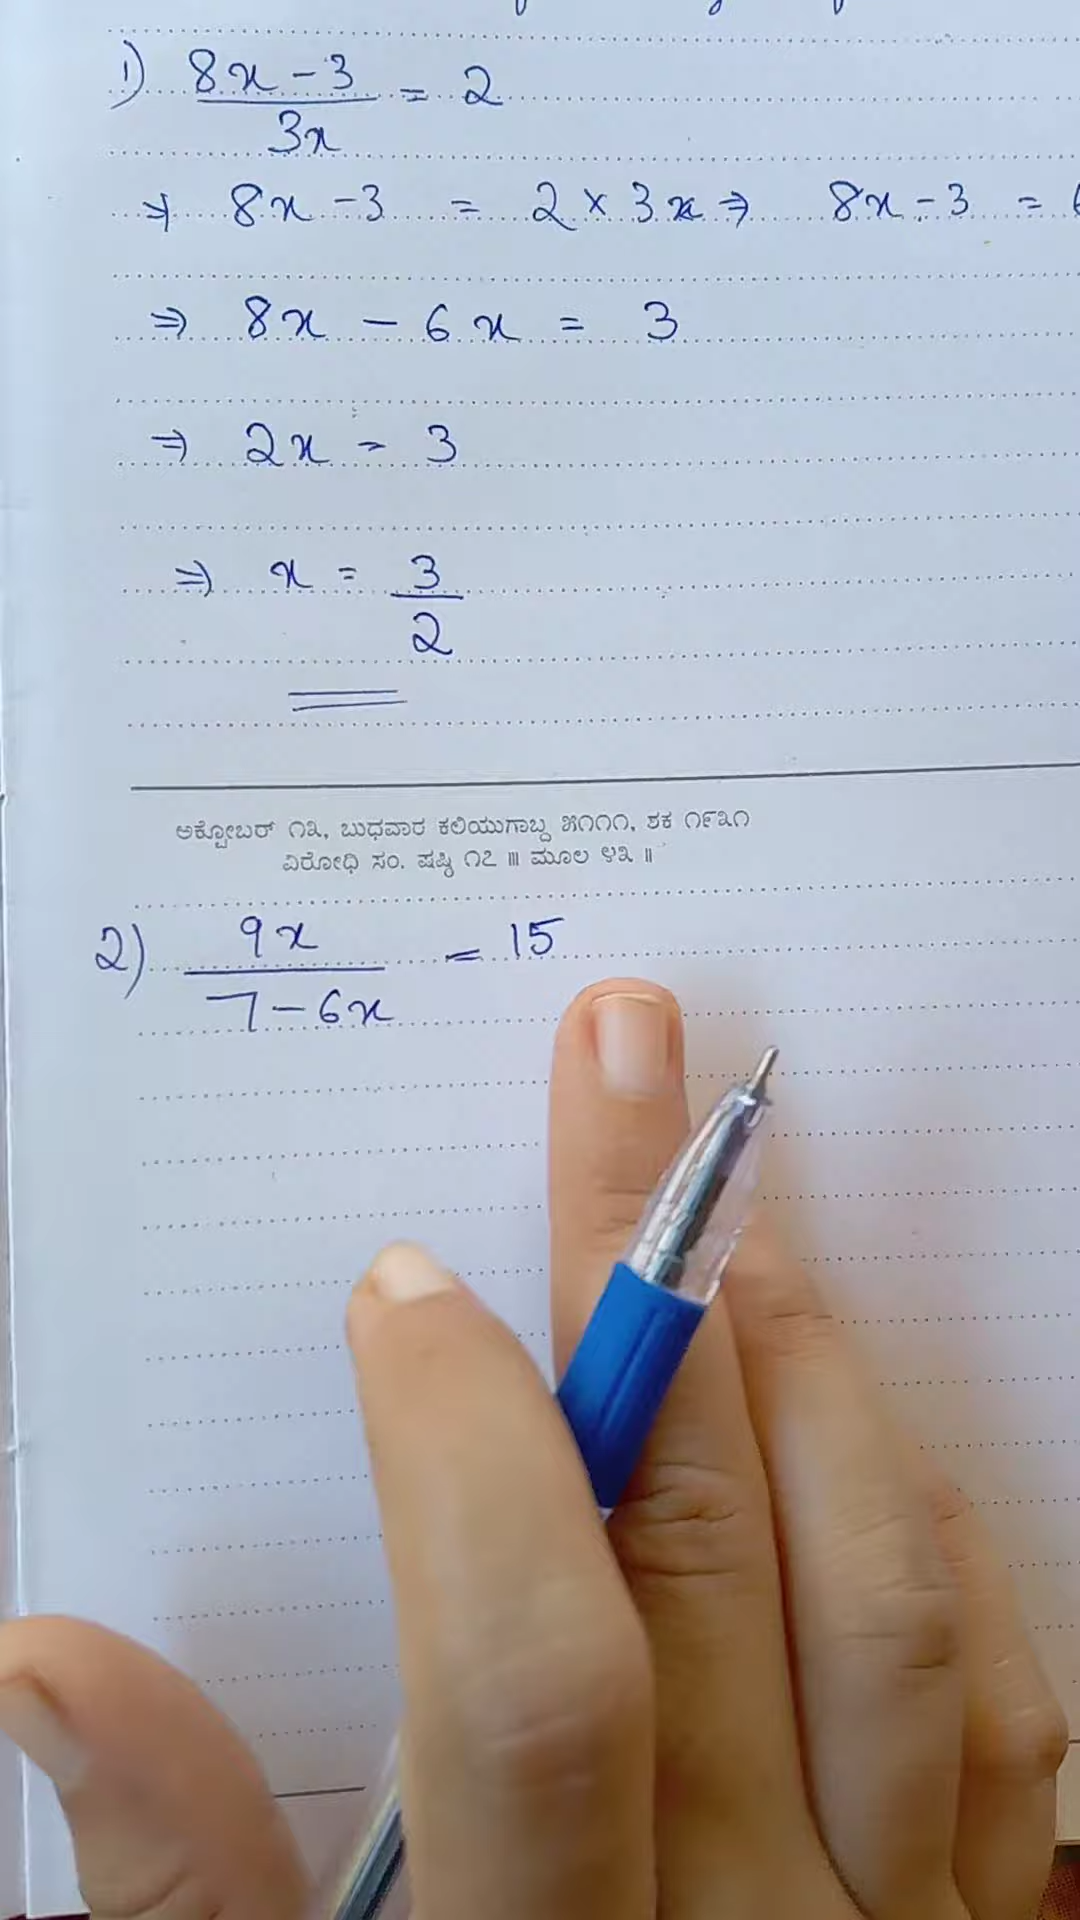 1) 8x - 3 / 3x = 2
⇒ 8x - 3 = 2 × 3x ⇒ 8x - 3 =
⇒ 8x - 6x = 3
⇒ 2x = 3
⇒ x = 3/2
ಅಕ್ಟೋಬರ್ ೧೩, ಬುಧವಾರ ಕಲಿಯುಗಾಬ್ದ ೫೧೧೧, ಶಕ ೧೯೩೧
ವಿರೋಧಿ ಸಂ. ಷಷ್ಠಿ ೧೭ ॥ ಮೂಲ ೪೩ ॥
2) 9x / 7 - 6x = 15